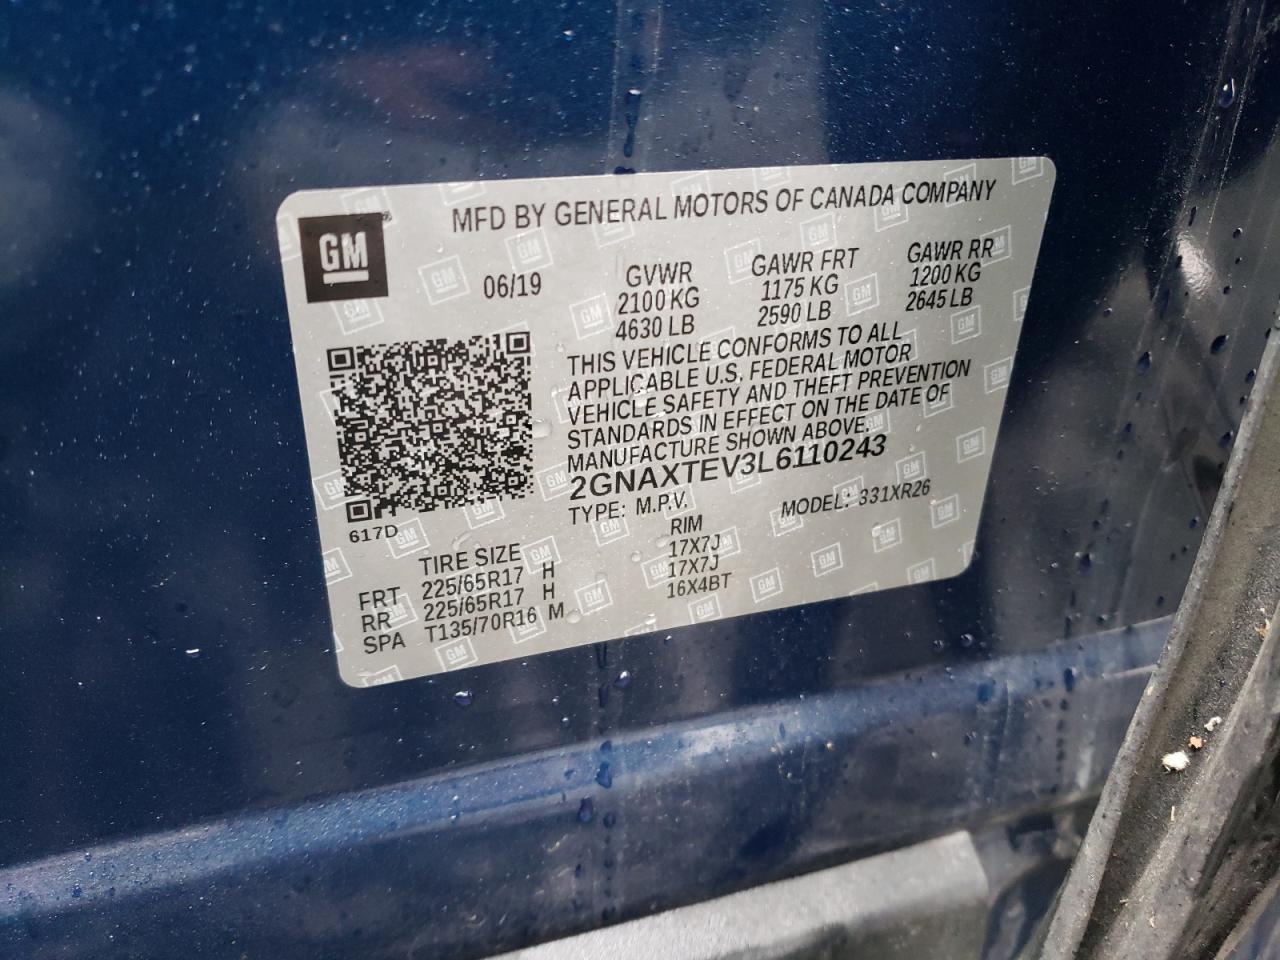 GM
MFD BY GENERAL MOTORS OF CANADA COMPANY
06/19
GVWR GAWR FRT GAWR RR
2100 KG 1175 KG 1200 KG
4630 LB 2590 LB 2645 LB
THIS VEHICLE CONFORMS TO ALL
APPLICABLE U.S. FEDERAL MOTOR
VEHICLE SAFETY AND THEFT PREVENTION
STANDARDS IN EFFECT ON THE DATE OF
MANUFACTURE SHOWN ABOVE.
2GNAXTEV3L6110243
TYPE: M.P.V. MODEL: 331XR26
617D
TIRE SIZE RIM
FRT 225/65R17 H 17X7J
RR 225/65R17 H 17X7J
SPA T135/70R16 M 16X4BT